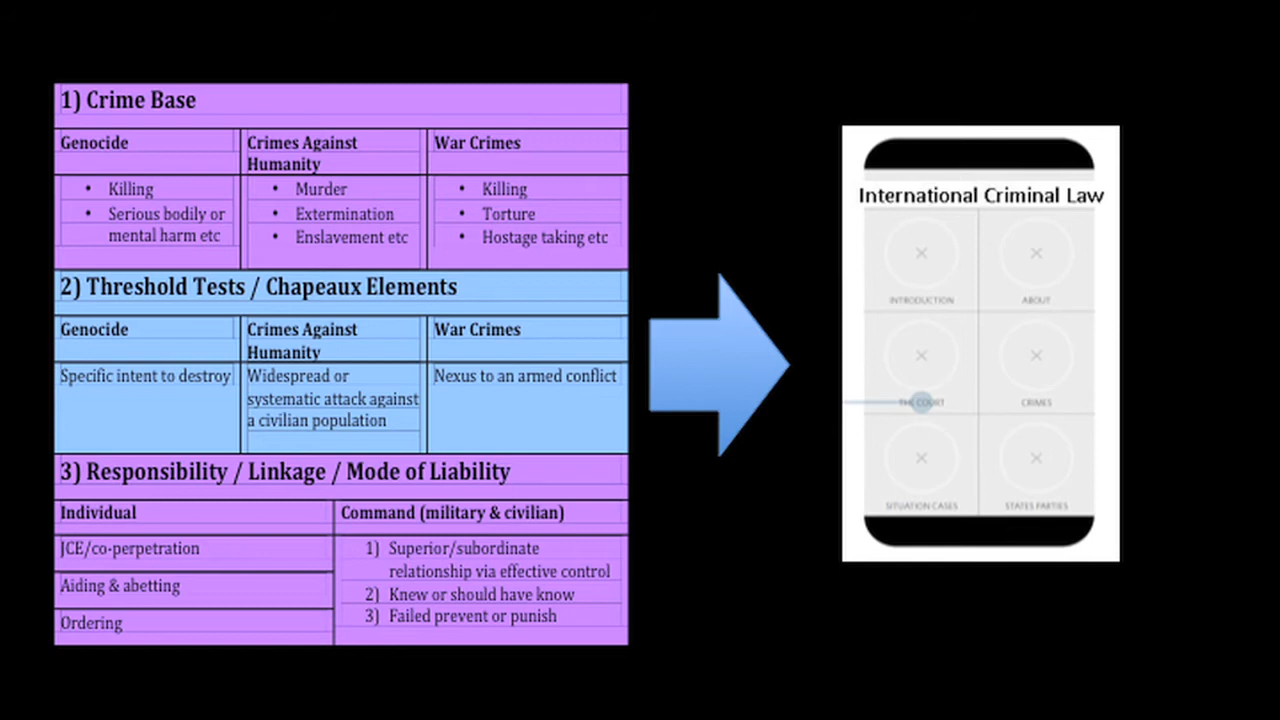 1) Crime Base
Genocide
Crimes Against
Humanity
War Crimes
• Killing
• Serious bodily or
mental harm etc
• Murder
• Extermination
• Enslavement etc
• Killing
• Torture
• Hostage taking etc
2) Threshold Tests / Chapeaux Elements
Genocide
Crimes Against
Humanity
War Crimes
Specific intent to destroy
Widespread or
systematic attack against
a civilian population
Nexus to an armed conflict
3) Responsibility / Linkage / Mode of Liability
Individual
Command (military & civilian)
JCE/co-perpetration
Aiding & abetting
Ordering
1) Superior/subordinate
relationship via effective control
2) Knew or should have know
3) Failed prevent or punish
International Criminal Law
INTRODUCTION
ABOUT
THE COURT
CRIMES
SITUATION CASES
STATES PARTIES